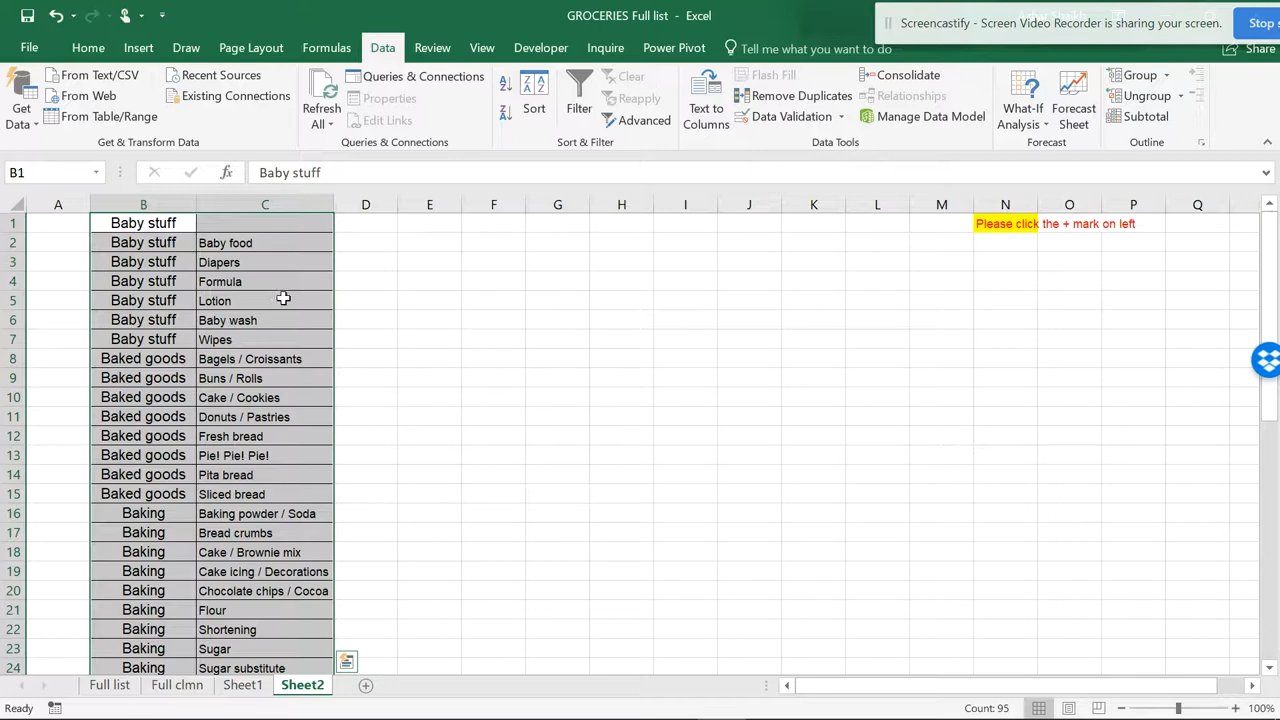 GROCERIES Full list - Excel
Screencastify - Screen Video Recorder is sharing your screen.
Stop s
File Home Insert Draw Page Layout Formulas Data Review View Developer Inquire Power Pivot Tell me what you want to do Share
Get Data
From Text/CSV
From Web
From Table/Range
Recent Sources
Existing Connections
Get & Transform Data
Refresh All
Queries & Connections
Properties
Edit Links
Queries & Connections
Sort
Filter
Clear
Reapply
Advanced
Sort & Filter
Text to Columns
Flash Fill
Remove Duplicates
Data Validation
Consolidate
Relationships
Manage Data Model
Data Tools
What-If Analysis
Forecast Sheet
Forecast
Group
Ungroup
Subtotal
Outline
B1 fx Baby stuff
A B C D E F G H I J K L M N O P Q
1 Baby stuff Please click the + mark on left
2 Baby stuff Baby food
3 Baby stuff Diapers
4 Baby stuff Formula
5 Baby stuff Lotion
6 Baby stuff Baby wash
7 Baby stuff Wipes
8 Baked goods Bagels / Croissants
9 Baked goods Buns / Rolls
10 Baked goods Cake / Cookies
11 Baked goods Donuts / Pastries
12 Baked goods Fresh bread
13 Baked goods Pie! Pie! Pie!
14 Baked goods Pita bread
15 Baked goods Sliced bread
16 Baking Baking powder / Soda
17 Baking Bread crumbs
18 Baking Cake / Brownie mix
19 Baking Cake icing / Decorations
20 Baking Chocolate chips / Cocoa
21 Baking Flour
22 Baking Shortening
23 Baking Sugar
24 Baking Sugar substitute
Full list Full clmn Sheet1 Sheet2
Ready Count: 95 100%